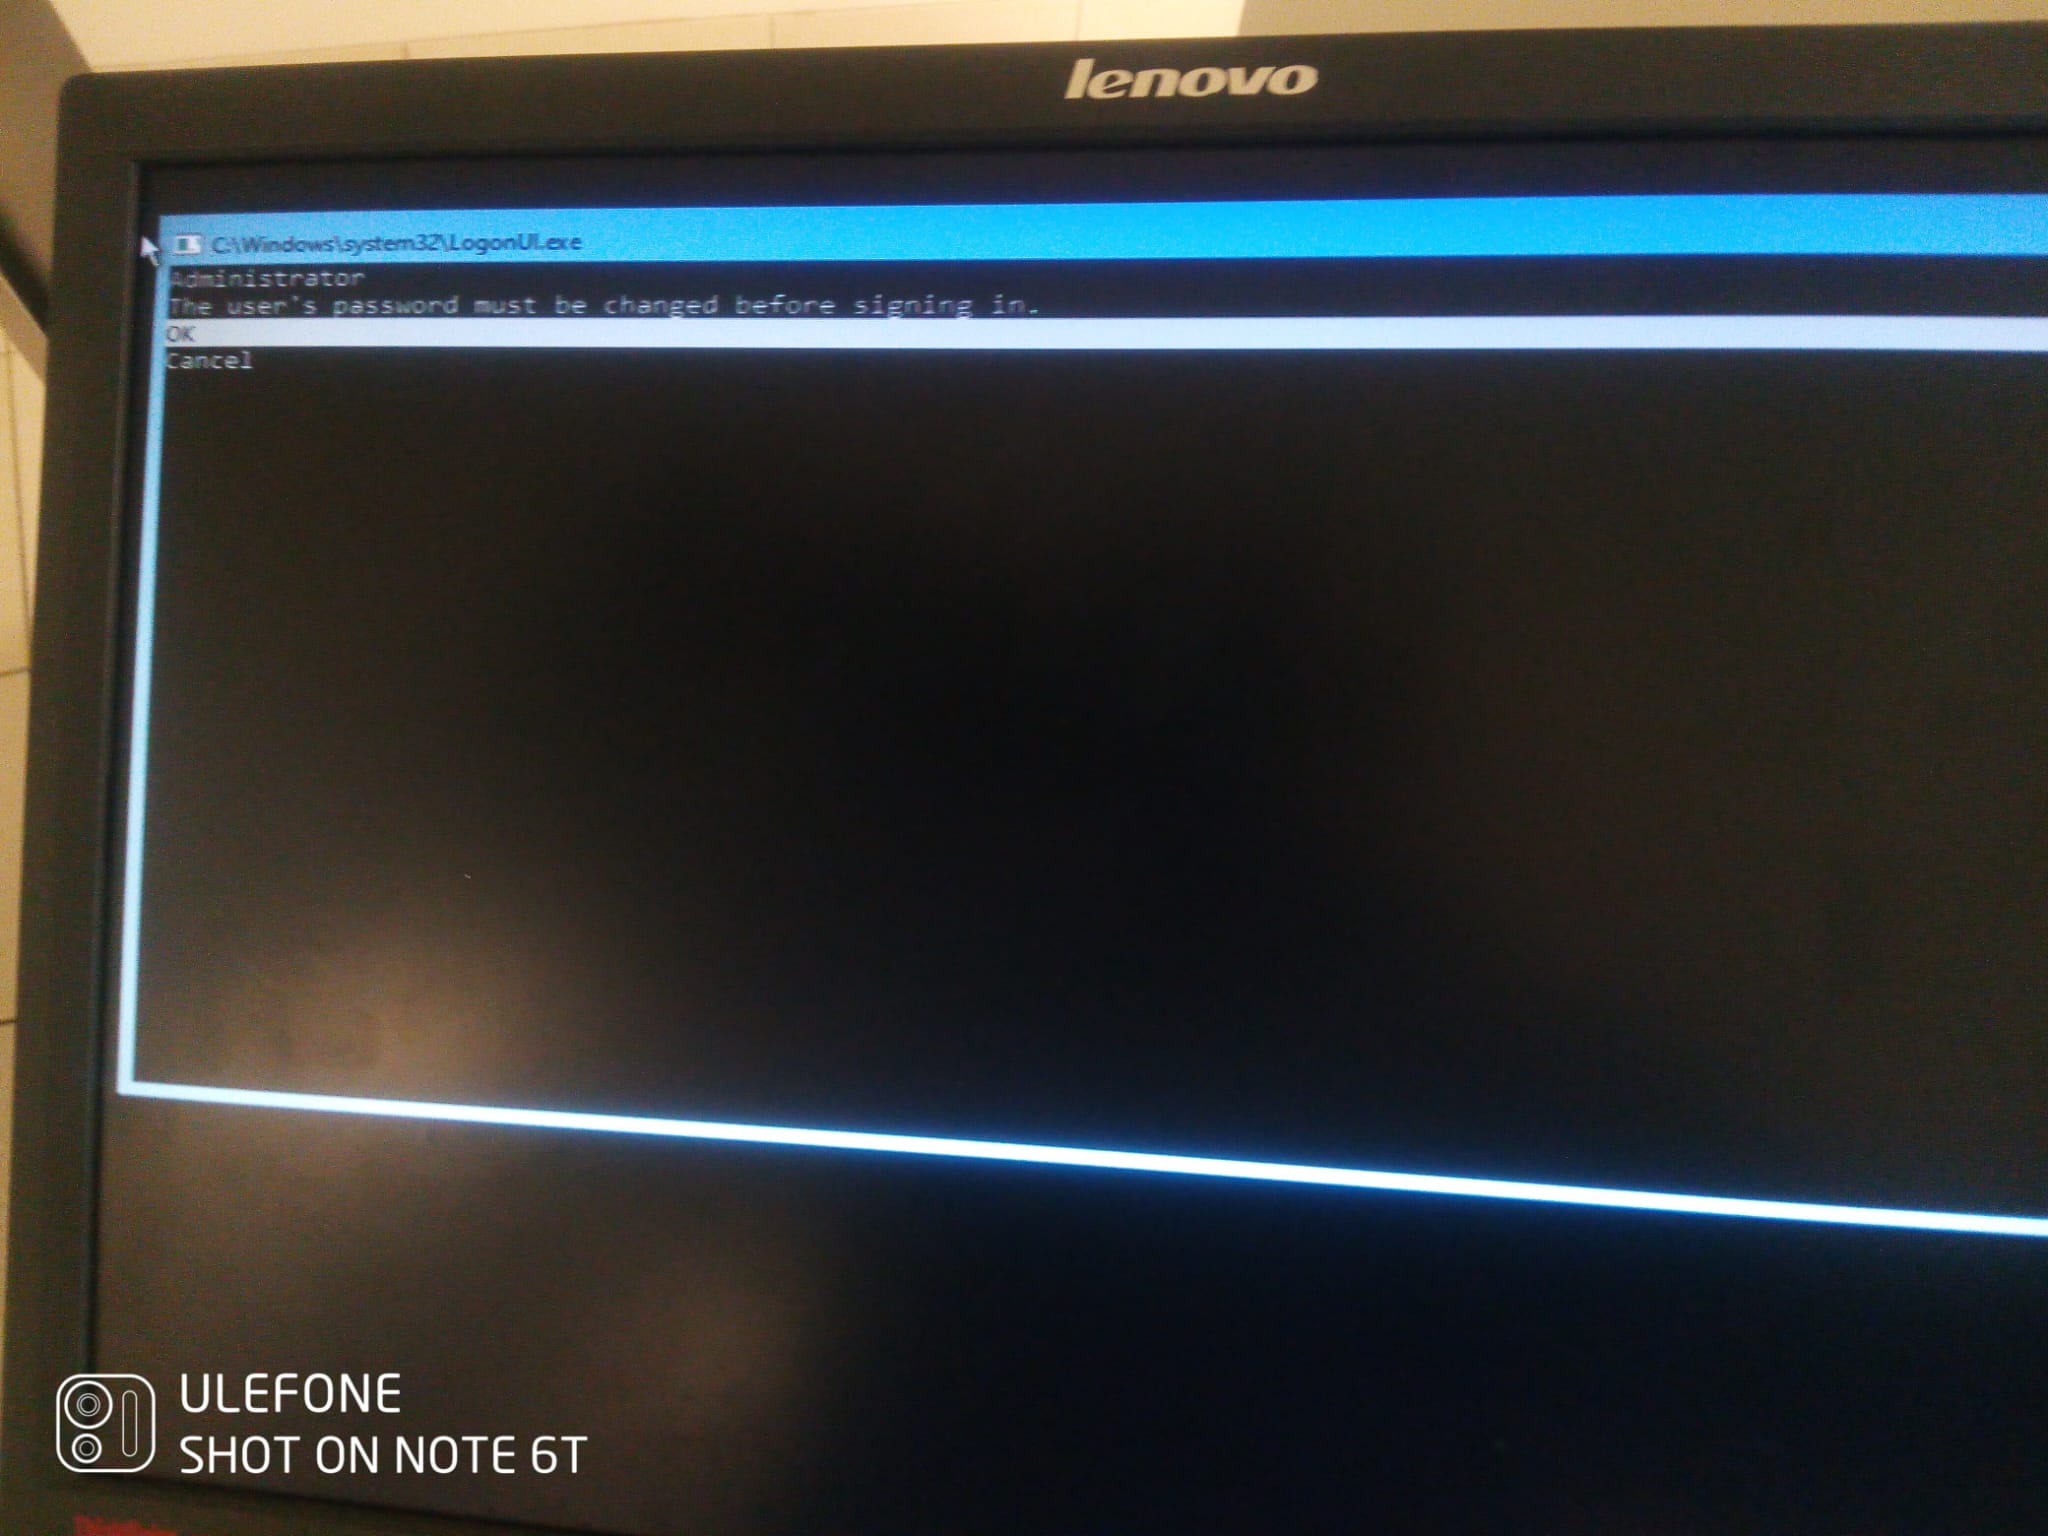 lenovo
C:\Windows\system32\LogonUI.exe
Administrator
The user's password must be changed before signing in.
OK
Cancel
ULEFONE
SHOT ON NOTE 6T